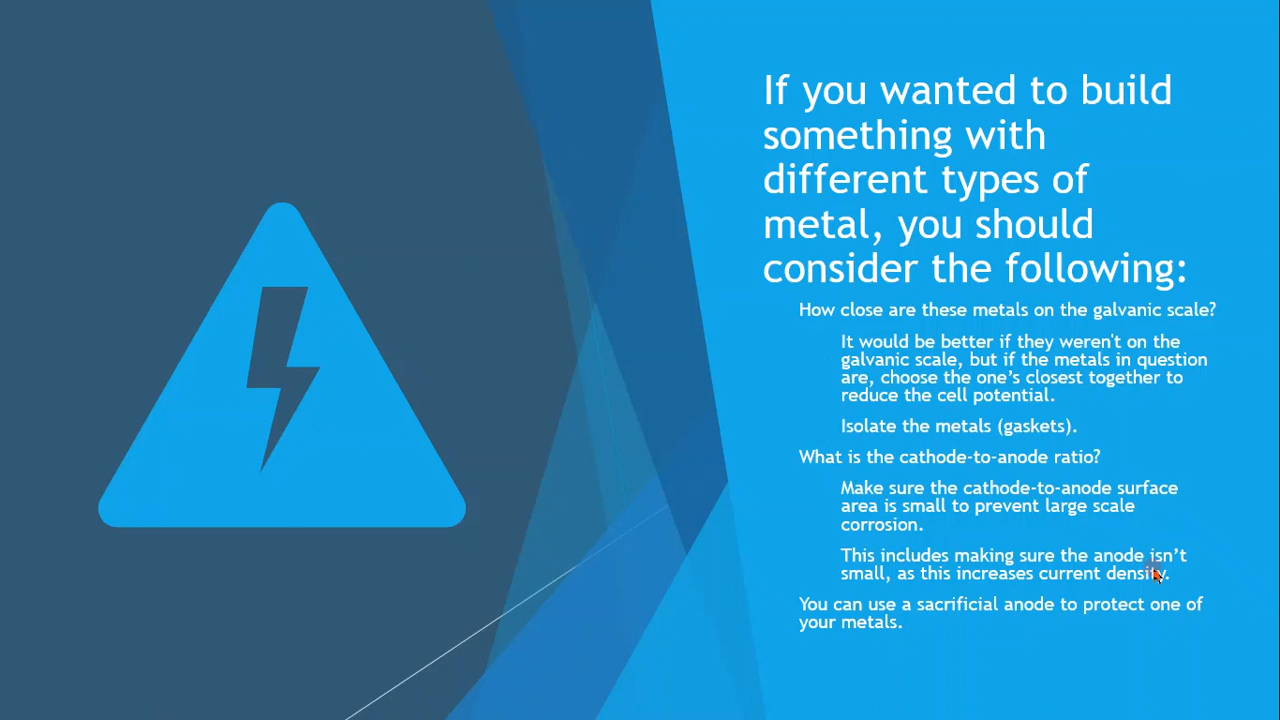 If you wanted to build
something with
different types of
metal, you should
consider the following:
How close are these metals on the galvanic scale?
It would be better if they weren't on the
galvanic scale, but if the metals in question
are, choose the one’s closest together to
reduce the cell potential.
Isolate the metals (gaskets).
What is the cathode-to-anode ratio?
Make sure the cathode-to-anode surface
area is small to prevent large scale
corrosion.
This includes making sure the anode isn’t
small, as this increases current density.
You can use a sacrificial anode to protect one of
your metals.